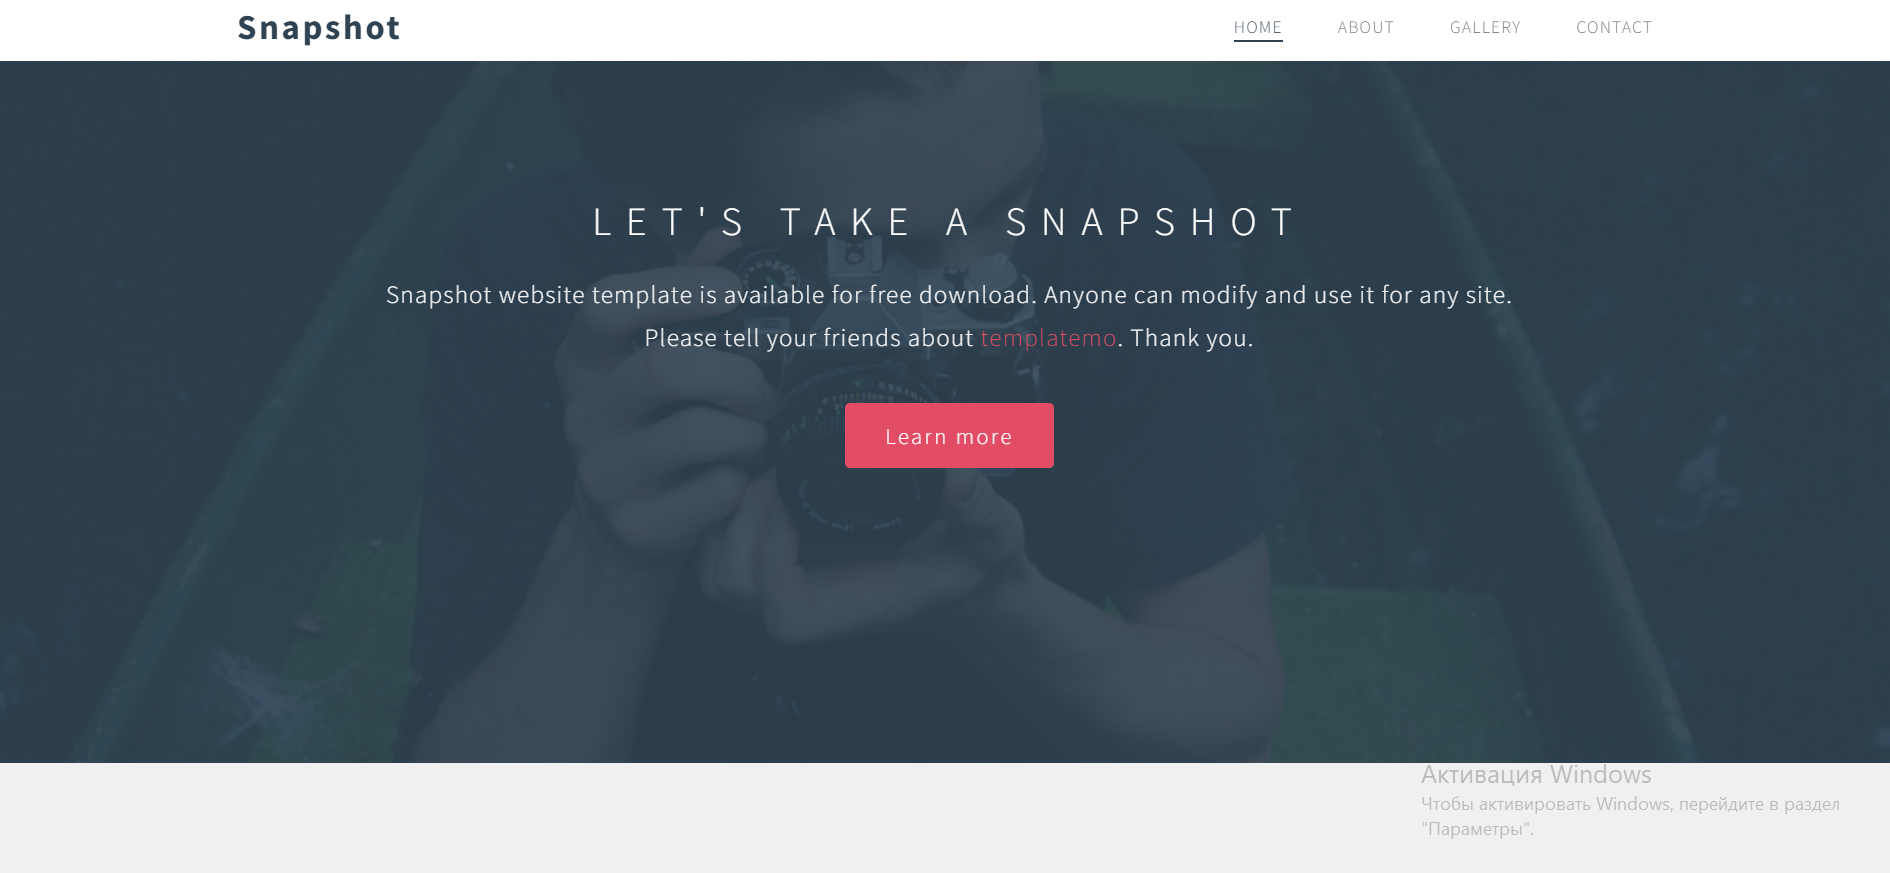 Snapshot
HOME
ABOUT
GALLERY
CONTACT
LET'S TAKE A SNAPSHOT
Snapshot website template is available for free download. Anyone can modify and use it for any site.
Please tell your friends about templatemo. Thank you.
Learn more
Активация Windows
Чтобы активировать Windows, перейдите в раздел
"Параметры".